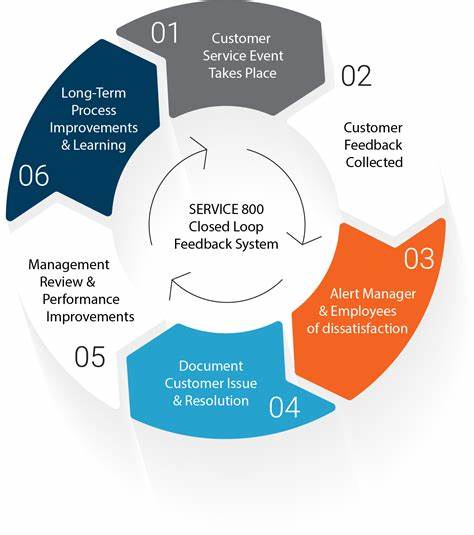 01
Customer
Service Event
Takes Place
02
Customer
Feedback
Collected
03
Alert Manager
& Employees
of dissatisfaction
04
Document
Customer Issue
& Resolution
05
Management
Review &
Performance
Improvements
06
Long-Term
Process
Improvements
& Learning
SERVICE 800
Closed Loop
Feedback System